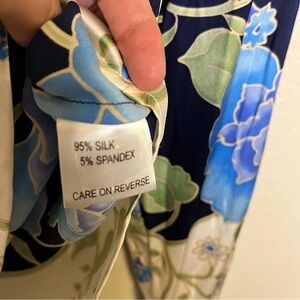 95% SILK
5% SPANDEX
CARE ON REVERSE